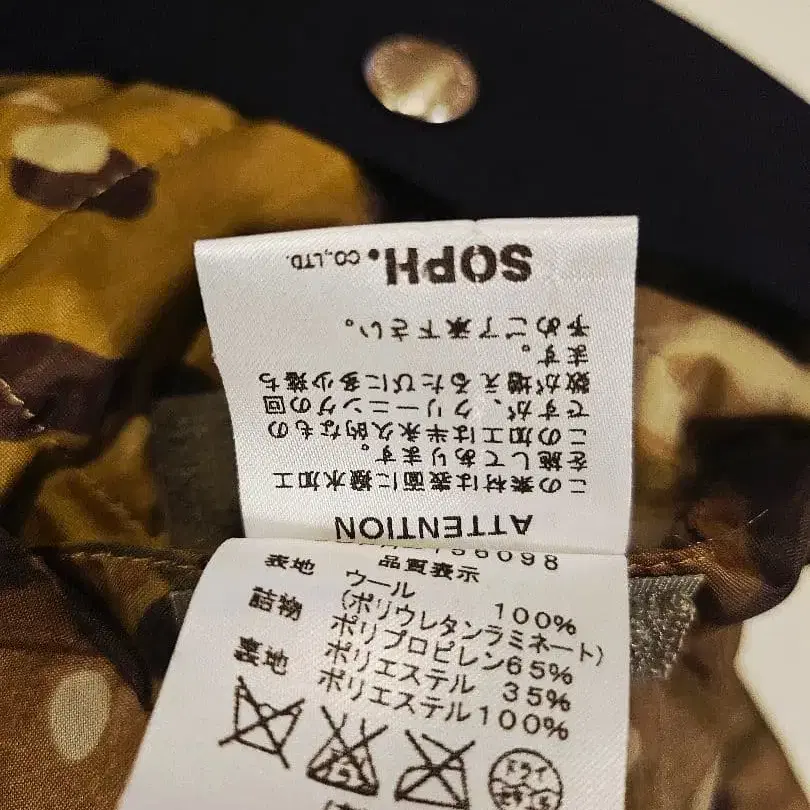 ATTENTION
この素材は表面に撥水加工
を施してあります。
この加工は半永久的なもの
ですが、クリーニングの回
数が増えるたびに多少落ち
ます。
予めご了承下さい。
SOPH. CO.,LTD.
品質表示
表地 ウール 100%
(ポリウレタンラミネート)
詰物 ポリプロピレン65%
ポリエステル 35%
裏地 ポリエステル100%
ドライ